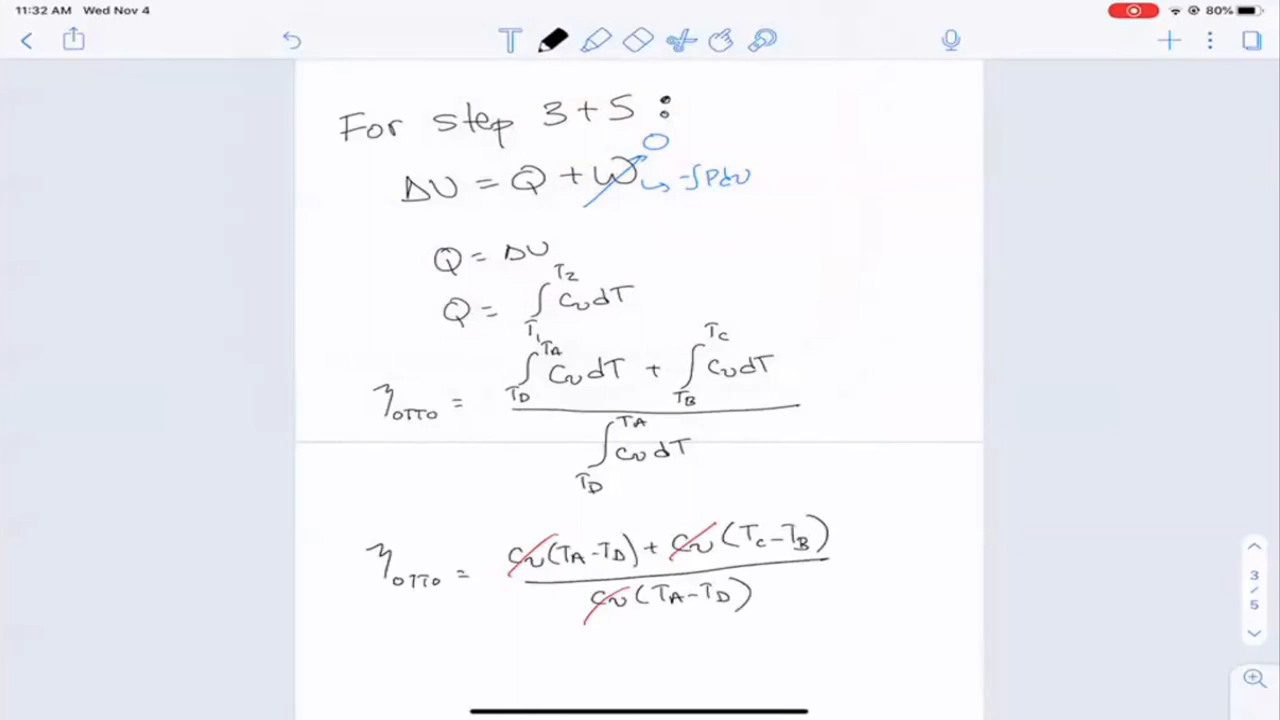 11:32 AM Wed Nov 4
80%
For step 3+5 :
ΔU = Q + W → 0 ↳ -∫Pdv
Q = ΔU
Q = ∫_{T1}^{T2} Cv dT
η_OTTO = (∫_{TD}^{TA} Cv dT + ∫_{TB}^{TC} Cv dT) / (∫_{TD}^{TA} Cv dT)
η_OTTO = (Cv(TA-TD) + Cv(TC-TB)) / (Cv(TA-TD))
3
/
5